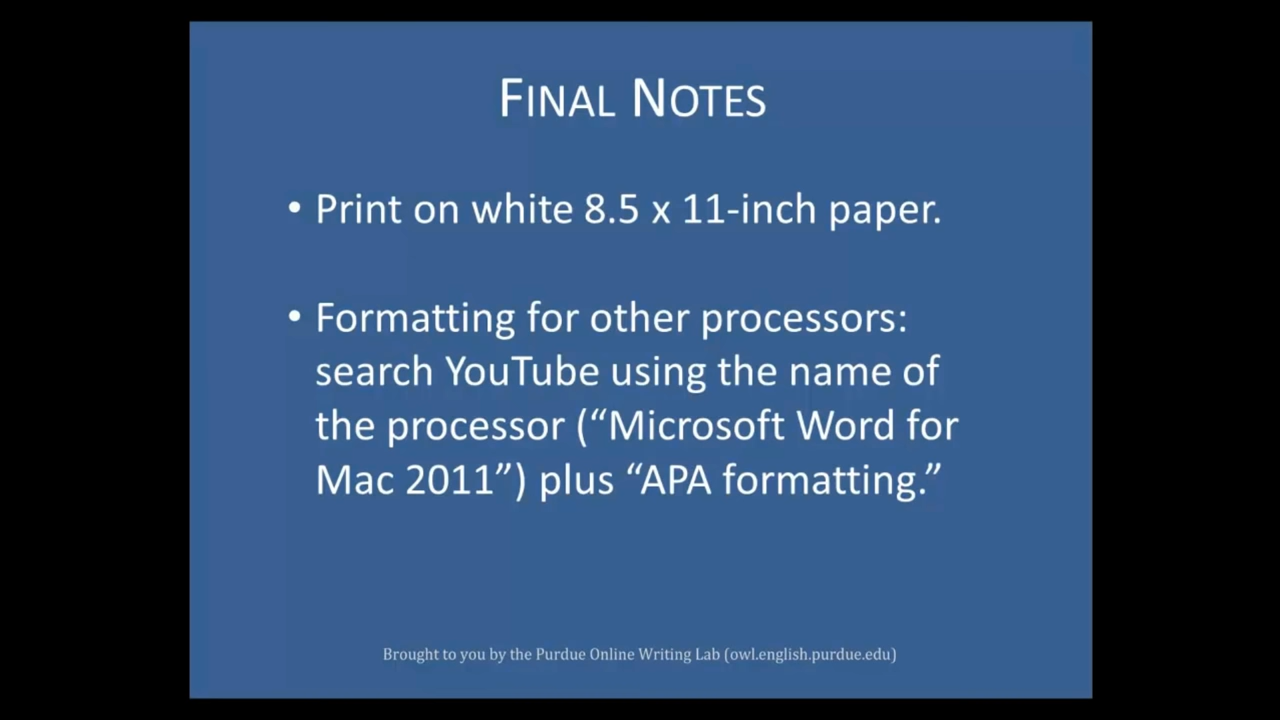 FINAL NOTES
• Print on white 8.5 x 11-inch paper.
• Formatting for other processors:
search YouTube using the name of
the processor (“Microsoft Word for
Mac 2011”) plus “APA formatting.”
Brought to you by the Purdue Online Writing Lab (owl.english.purdue.edu)